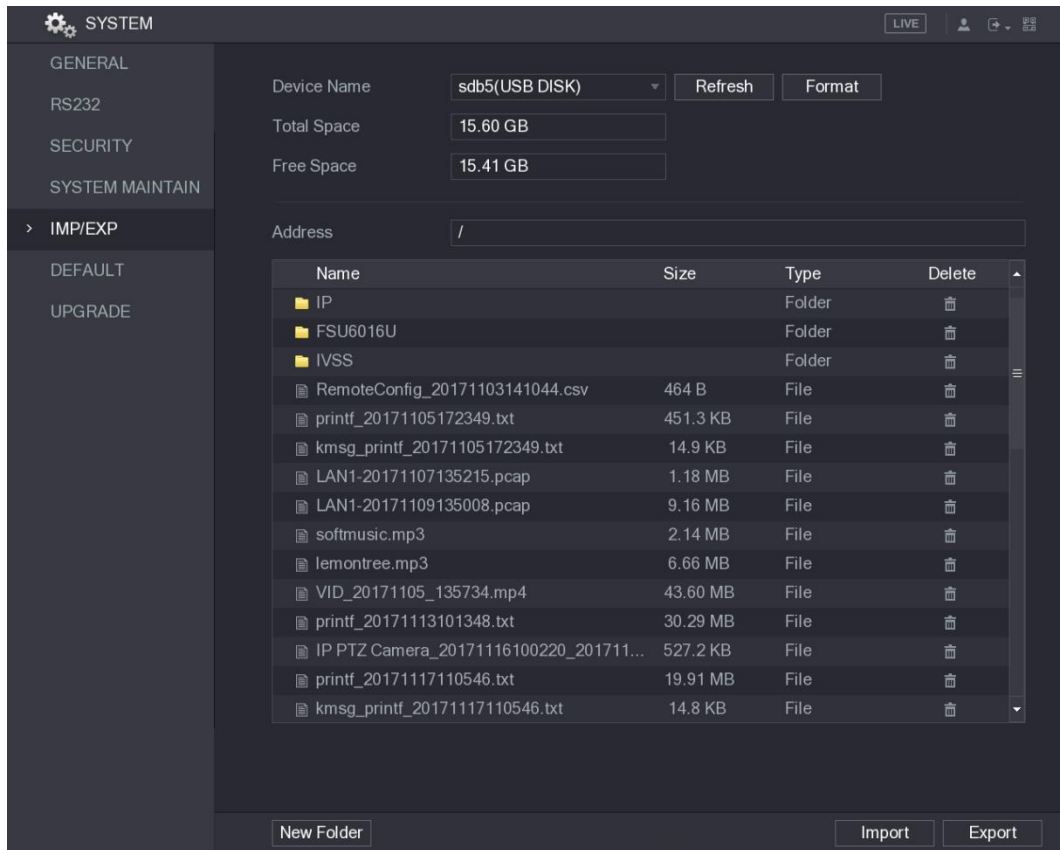 SYSTEM LIVE
GENERAL
RS232
SECURITY
SYSTEM MAINTAIN
IMP/EXP
DEFAULT
UPGRADE
Device Name sdb5(USB DISK) Refresh Format
Total Space 15.60 GB
Free Space 15.41 GB
Address /
Name Size Type Delete
IP Folder
FSU6016U Folder
IVSS Folder
RemoteConfig_20171103141044.csv 464 B File
printf_20171105172349.txt 451.3 KB File
kmsg_printf_20171105172349.txt 14.9 KB File
LAN1-20171107135215.pcap 1.18 MB File
LAN1-20171109135008.pcap 9.16 MB File
softmusic.mp3 2.14 MB File
lemontree.mp3 6.66 MB File
VID_20171105_135734.mp4 43.60 MB File
printf_20171113101348.txt 30.29 MB File
IP PTZ Camera_20171116100220_201711... 527.2 KB File
printf_20171117110546.txt 19.91 MB File
kmsg_printf_20171117110546.txt 14.8 KB File
New Folder Import Export